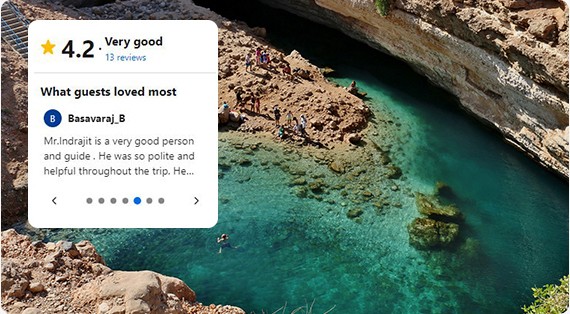 4.2 · Very good
13 reviews
What guests loved most
B Basavaraj_B
Mr.Indrajit is a very good person
and guide . He was so polite and
helpful throughout the trip. He...